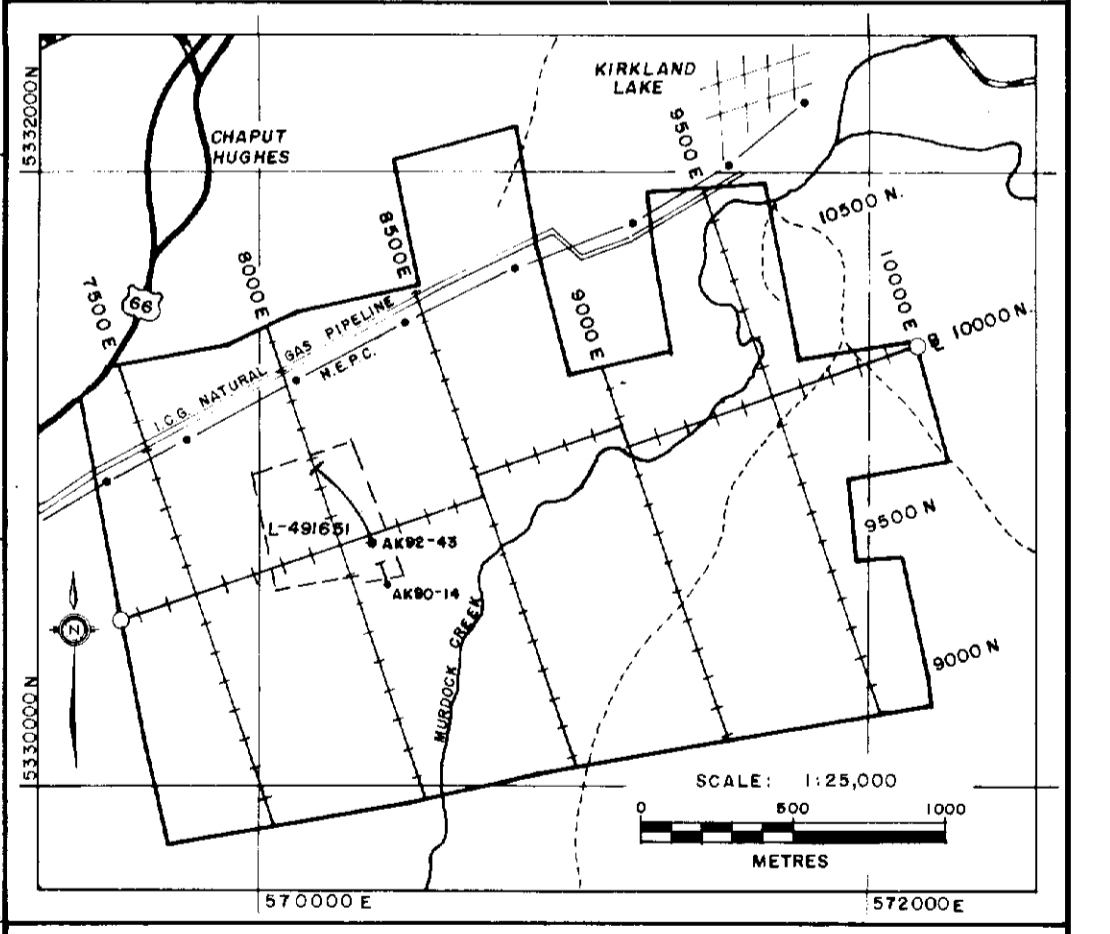 KIRKLAND
LAKE
5332000N
CHAPUT
HUGHES
9500 E
8500E
10500 N.
8000 E
7500 E
66
9000 E
10000 E
BL 10000 N.
I.C.G. NATURAL GAS PIPELINE
H.E.P.C.
L-491651
AK92-43
9500 N
AK90-14
N
MURDOCK CREEK
9000 N
5330000N
SCALE: 1:25,000
0 500 1000
METRES
570000 E
572000 E